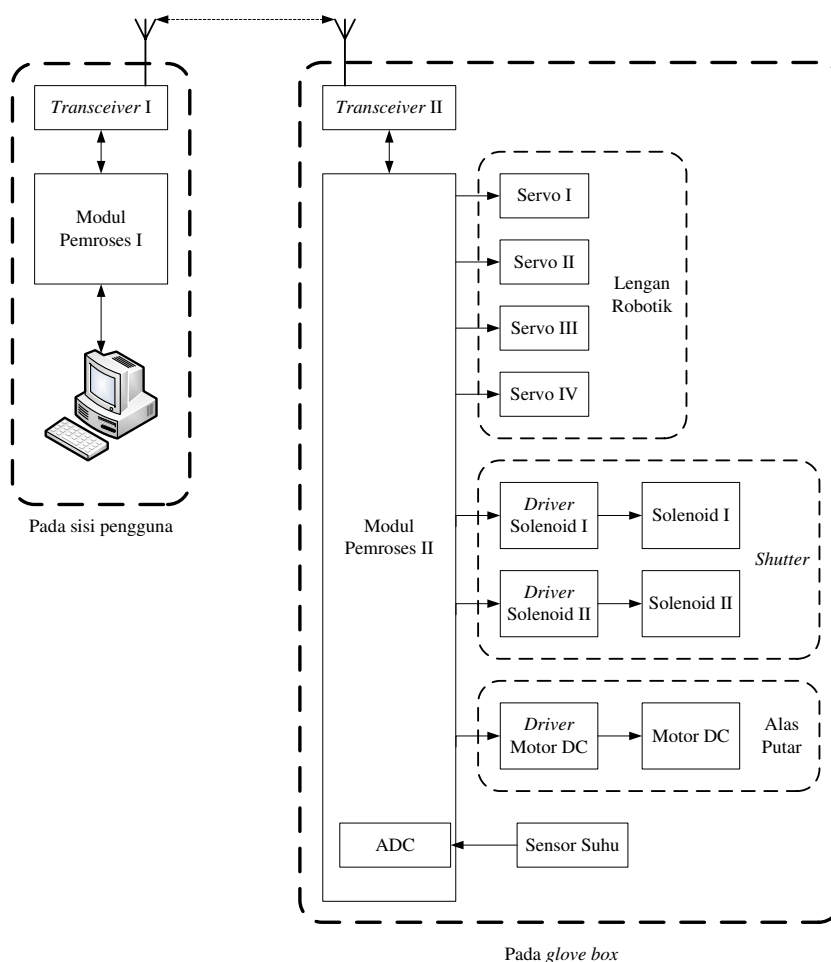 Transceiver I
Modul
Pemroses I
Pada sisi pengguna
Transceiver II
Modul
Pemroses II
Servo I
Servo II
Servo III
Servo IV
Lengan
Robotik
Driver
Solenoid I
Solenoid I
Driver
Solenoid II
Solenoid II
Shutter
Driver
Motor DC
Motor DC
Alas
Putar
ADC
Sensor Suhu
Pada glove box